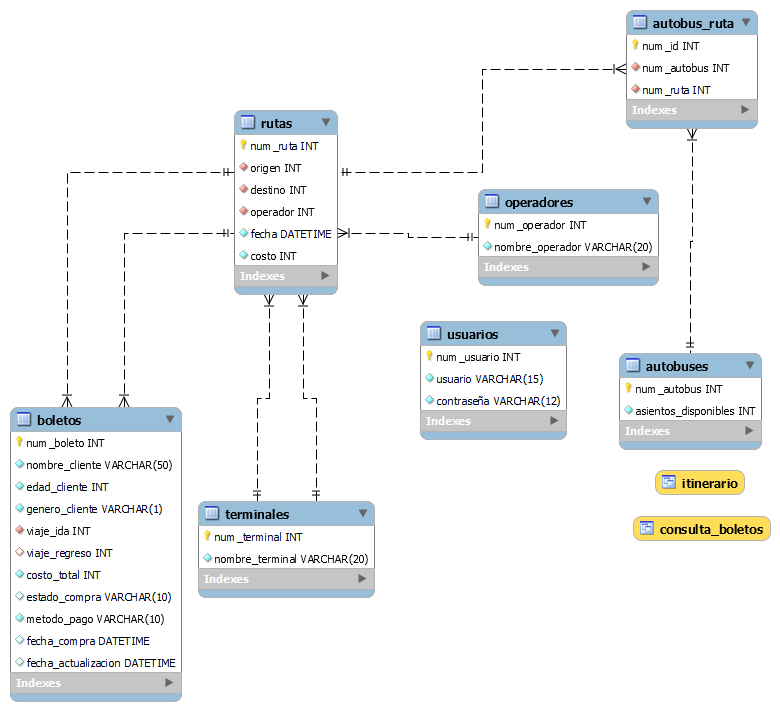 autobus_ruta
num_id INT
num_autobus INT
num_ruta INT
Indexes
rutas
num_ruta INT
origen INT
destino INT
operador INT
fecha DATETIME
costo INT
Indexes
operadores
num_operador INT
nombre_operador VARCHAR(20)
Indexes
usuarios
num_usuario INT
usuario VARCHAR(15)
contraseña VARCHAR(12)
Indexes
autobuses
num_autobus INT
asientos_disponibles INT
Indexes
boletos
num_boleto INT
nombre_cliente VARCHAR(50)
edad_cliente INT
genero_cliente VARCHAR(1)
viaje_ida INT
viaje_regreso INT
costo_total INT
estado_compra VARCHAR(10)
metodo_pago VARCHAR(10)
fecha_compra DATETIME
fecha_actualizacion DATETIME
Indexes
terminales
num_terminal INT
nombre_terminal VARCHAR(20)
Indexes
itinerario
consulta_boletos